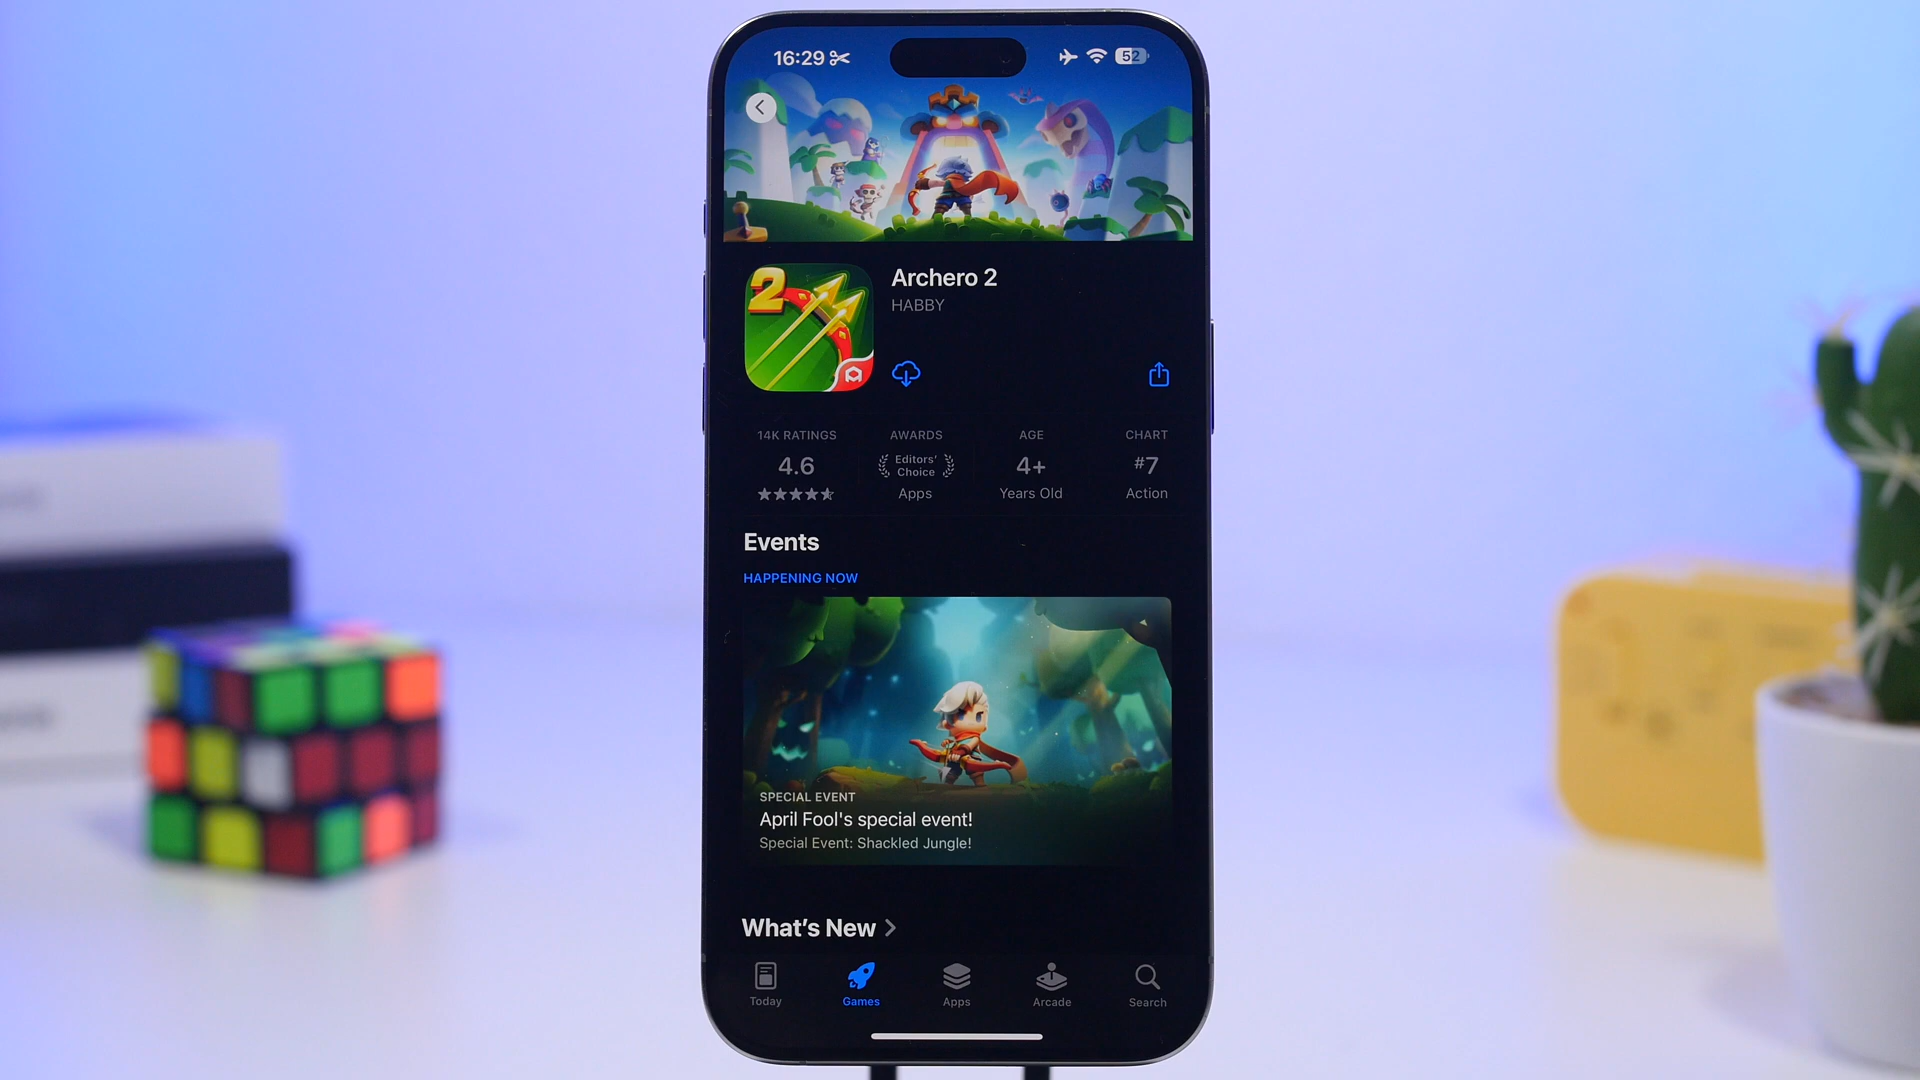 16:29
52
Archero 2
HABBY
2
14K RATINGS
4.6
AWARDS
Editors'
Choice
Apps
AGE
4+
Years Old
CHART
#7
Action
Events
HAPPENING NOW
SPECIAL EVENT
April Fool's special event!
Special Event: Shackled Jungle!
What's New
Today
Games
Apps
Arcade
Search